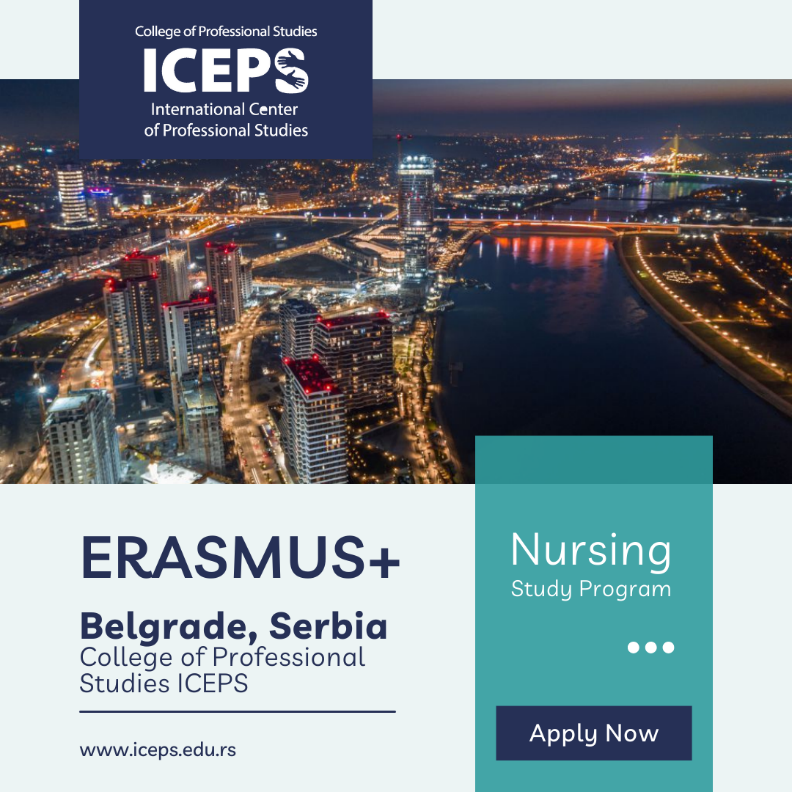 College of Professional Studies
ICEPS
International Center
of Professional Studies
ERASMUS+
Belgrade, Serbia
College of Professional
Studies ICEPS
www.iceps.edu.rs
Nursing
Study Program
Apply Now